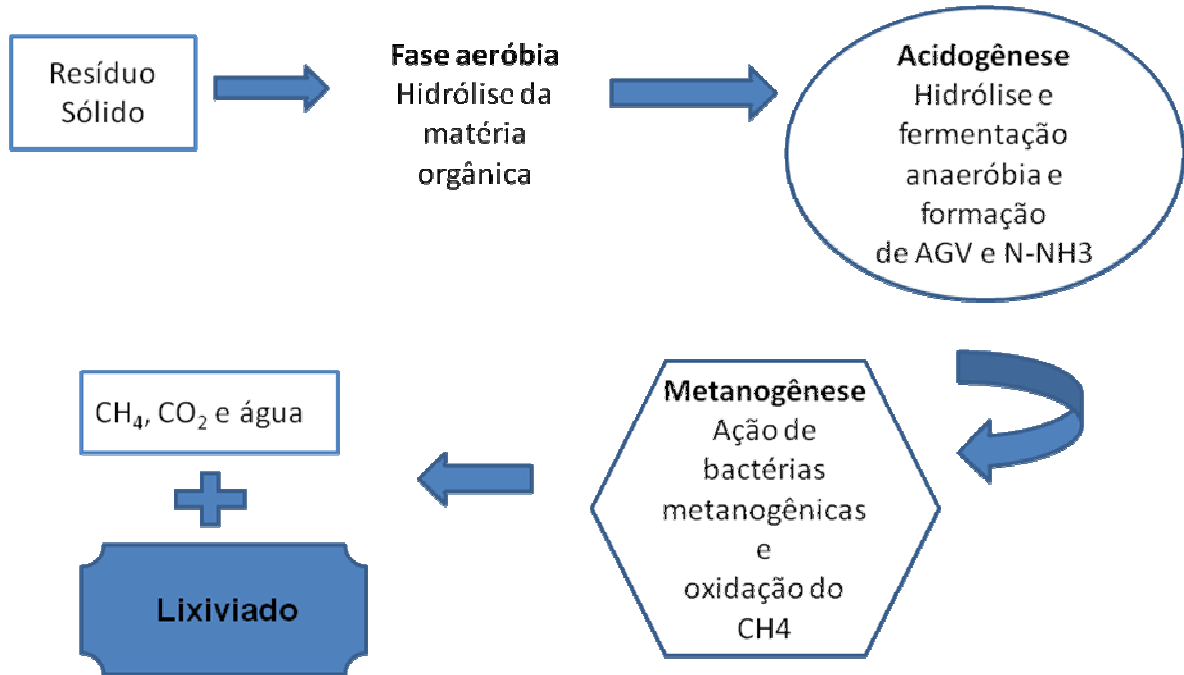 Resíduo
Sólido
Fase aeróbia
Hidrólise da
matéria
orgânica
Acidogênese
Hidrólise e
fermentação
anaeróbia e
formação
de AGV e N-NH3
Metanogênese
Ação de
bactérias
metanogênicas
e
oxidação do
CH4
CH₄, CO₂ e água
Lixiviado